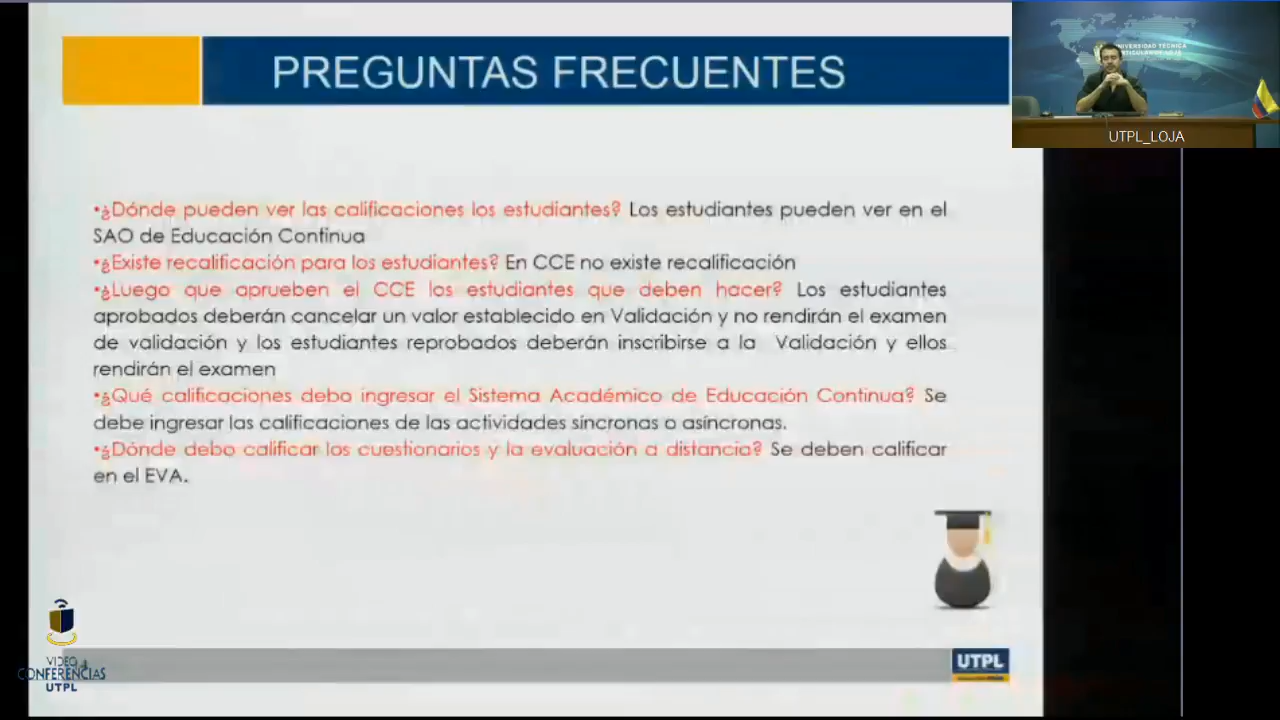 PREGUNTAS FRECUENTES
UNIVERSIDAD TÉCNICA
PARTICULAR DE LOJA
UTPL_LOJA
•¿Dónde pueden ver las calificaciones los estudiantes? Los estudiantes pueden ver en el
SAO de Educación Continua
•¿Existe recalificación para los estudiantes? En CCE no existe recalificación
•¿Luego que aprueben el CCE los estudiantes que deben hacer? Los estudiantes
aprobados deberán cancelar un valor establecido en Validación y no rendirán el examen
de validación y los estudiantes reprobados deberán inscribirse a la Validación y ellos
rendirán el examen
•¿Qué calificaciones debo ingresar el Sistema Académico de Educación Continua? Se
debe ingresar las calificaciones de las actividades síncronas o asíncronas.
•¿Dónde debo calificar los cuestionarios y la evaluación a distancia? Se deben calificar
en el EVA.
VIDEO
CONFERENCIAS
UTPL
UTPL